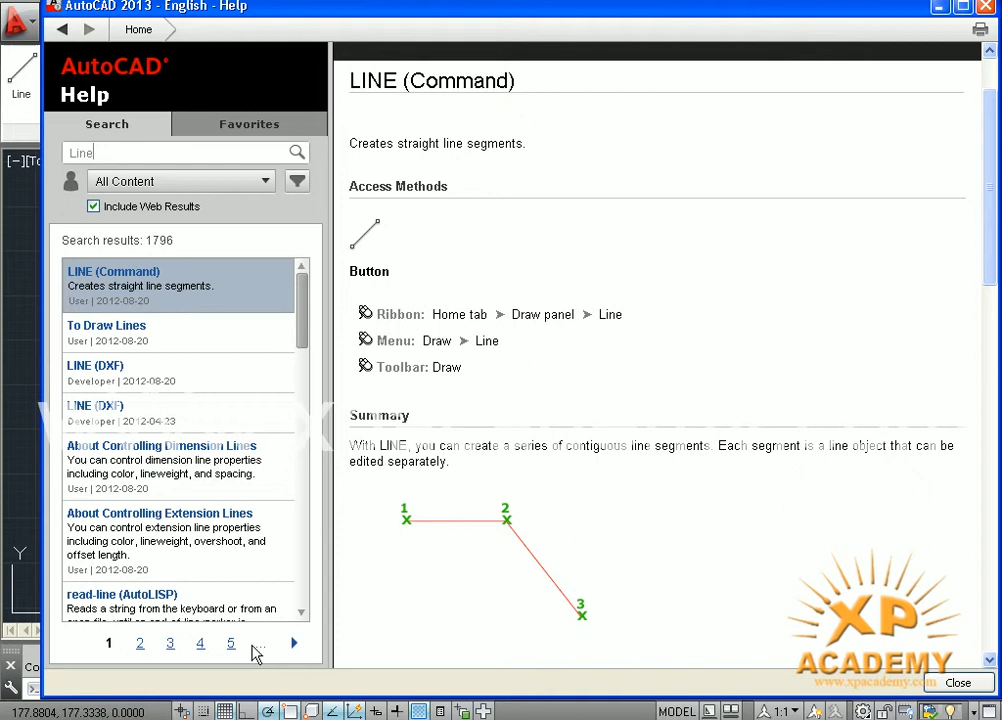 AutoCAD 2013 - English - Help
Home
AutoCAD
Help
Line
Search
Favorites
Line
All Content
Include Web Results
Search results: 1796
LINE (Command)
Creates straight line segments.
User | 2012-08-20
To Draw Lines
User | 2012-08-20
LINE (DXF)
Developer | 2012-08-20
LINE (DXF)
Developer | 2012-04-23
About Controlling Dimension Lines
You can control dimension line properties
including color, lineweight, and spacing.
User | 2012-08-20
About Controlling Extension Lines
You can control extension line properties
including color, lineweight, overshoot, and
offset length.
User | 2012-08-20
read-line (AutoLISP)
Reads a string from the keyboard or from an
1 2 3 4 5 ...
LINE (Command)
Creates straight line segments.
Access Methods
Button
Ribbon: Home tab > Draw panel > Line
Menu: Draw > Line
Toolbar: Draw
Summary
With LINE, you can create a series of contiguous line segments. Each segment is a line object that can be
edited separately.
1 2
3
XP
ACADEMY
www.xpacademy.com
Close
Y
Co
177.8804, 177.3338, 0.0000
MODEL
1:1